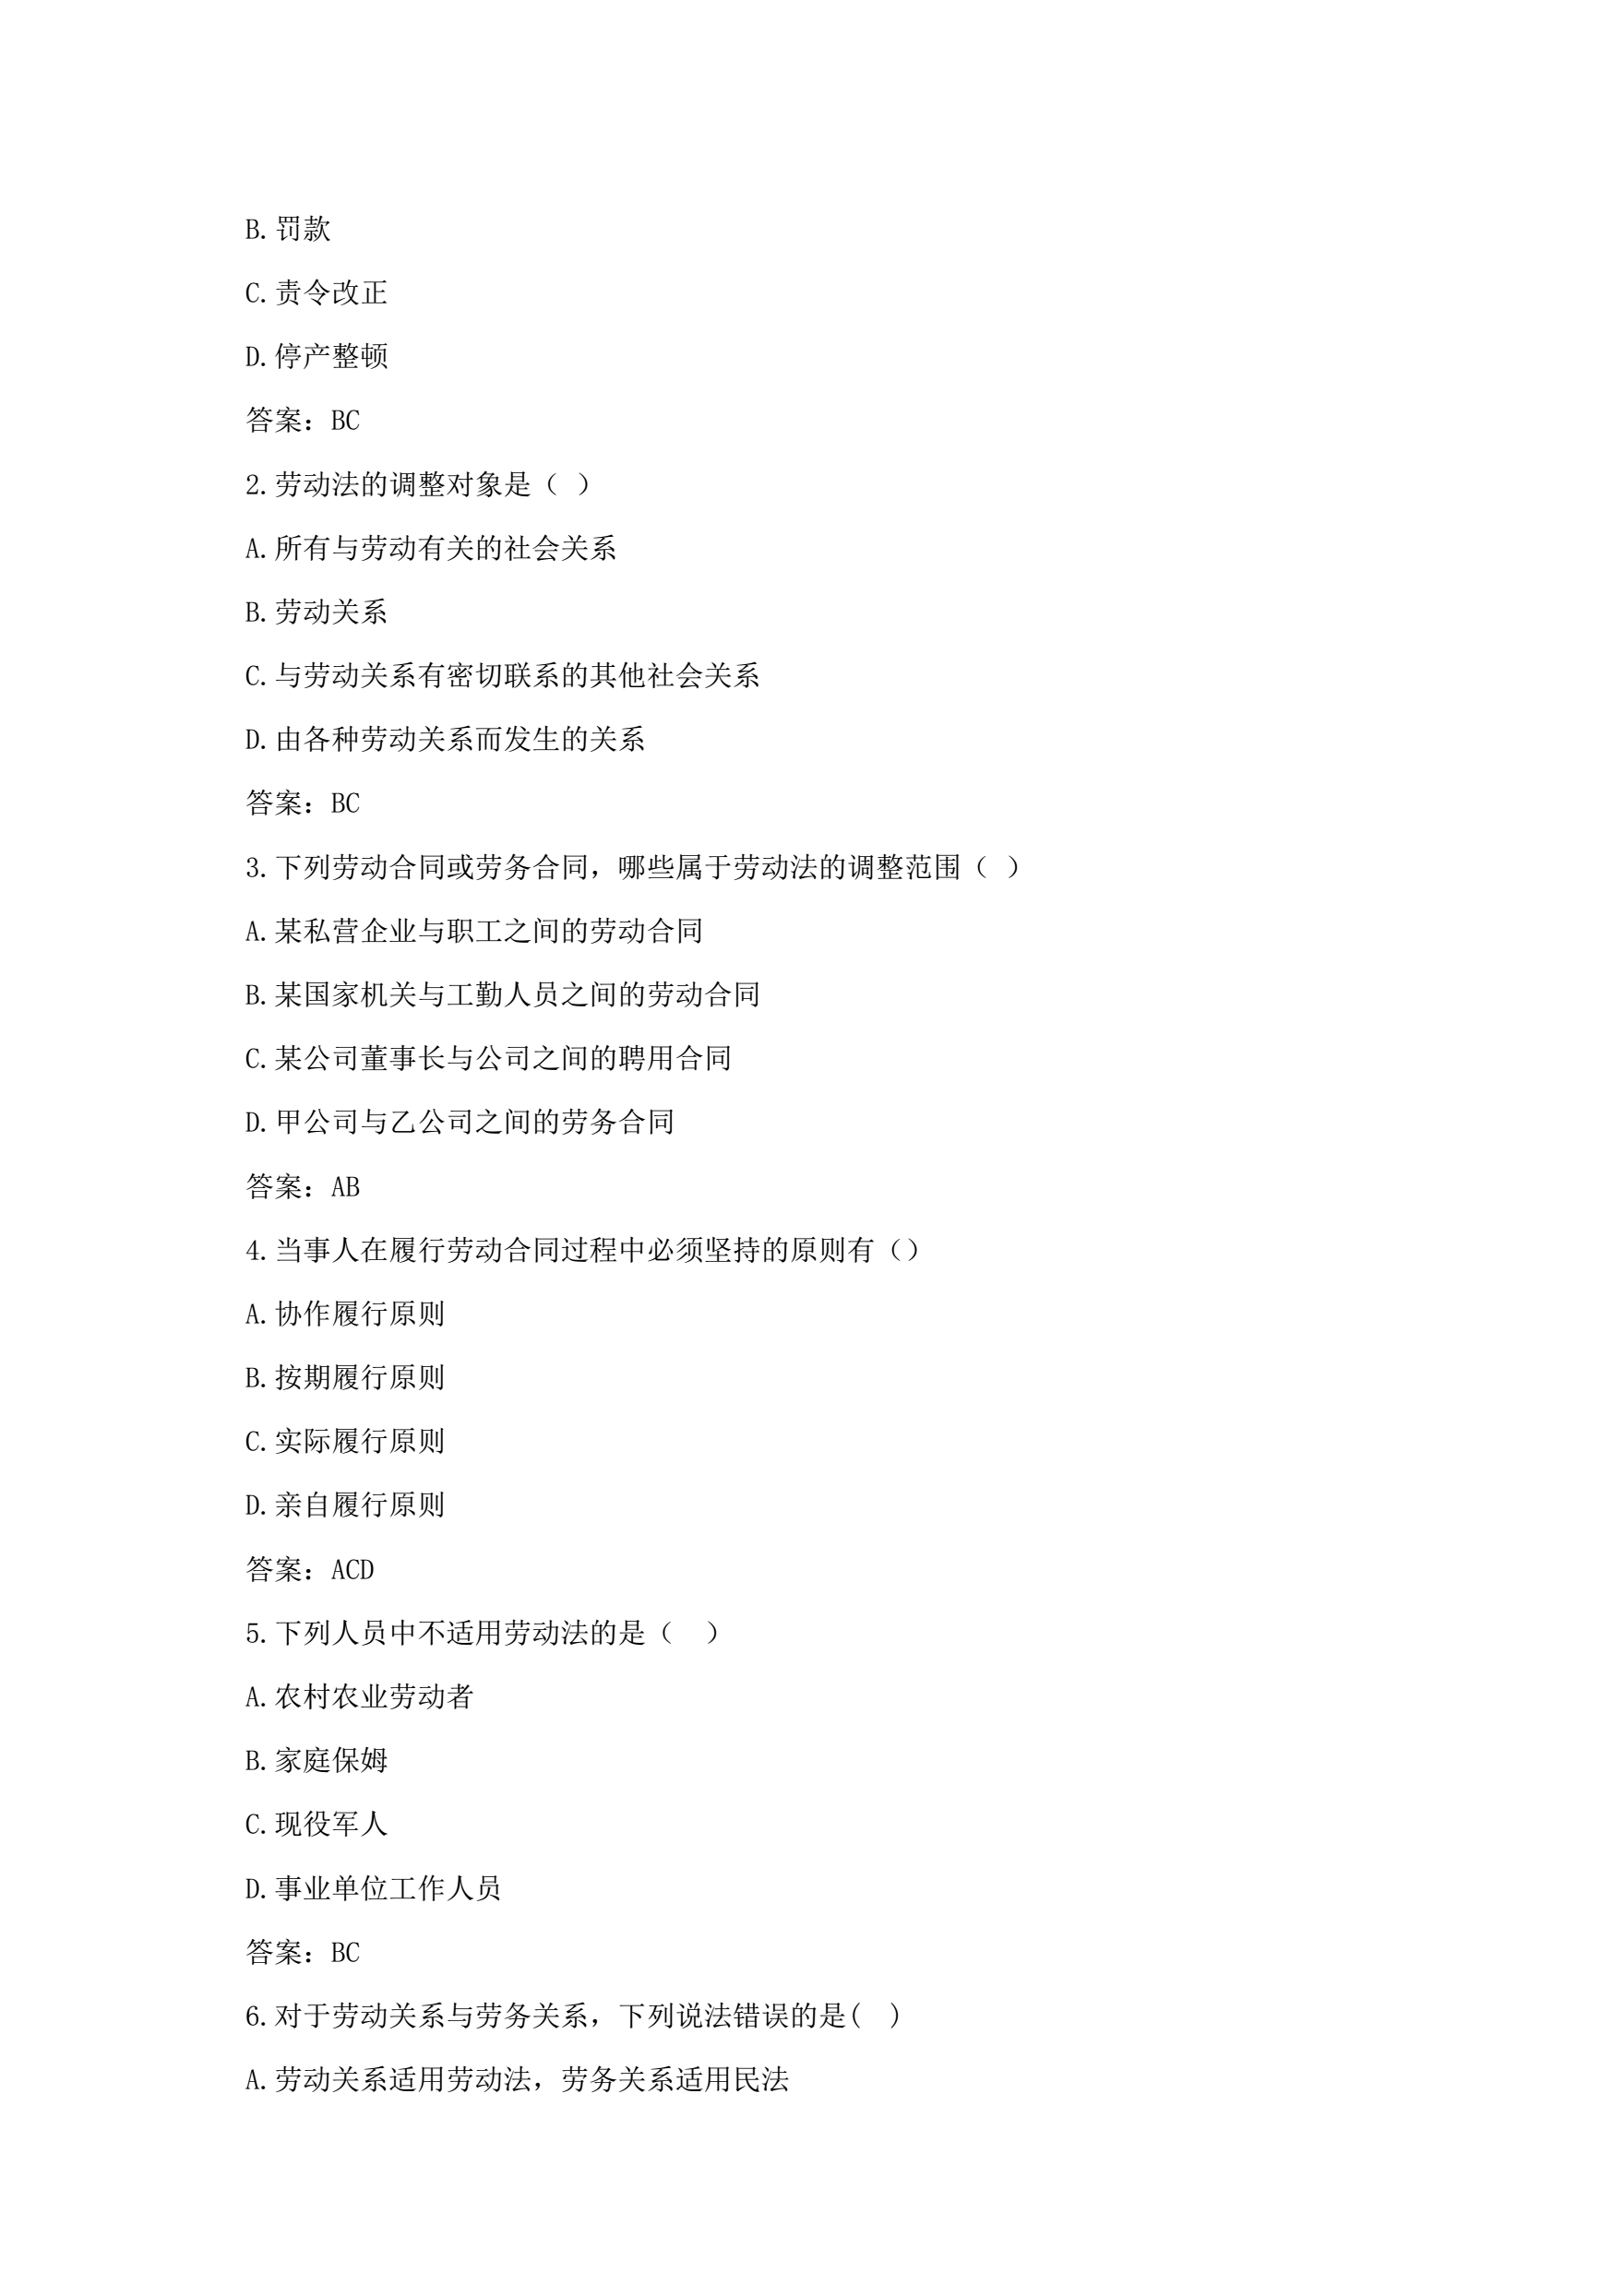 B.罚款
C.责令改正
D.停产整顿
答案：BC
2.劳动法的调整对象是（ ）
A.所有与劳动有关的社会关系
B.劳动关系
C.与劳动关系有密切联系的其他社会关系
D.由各种劳动关系而发生的关系
答案：BC
3.下列劳动合同或劳务合同，哪些属于劳动法的调整范围（ ）
A.某私营企业与职工之间的劳动合同
B.某国家机关与工勤人员之间的劳动合同
C.某公司董事长与公司之间的聘用合同
D.甲公司与乙公司之间的劳务合同
答案：AB
4.当事人在履行劳动合同过程中必须坚持的原则有（）
A.协作履行原则
B.按期履行原则
C.实际履行原则
D.亲自履行原则
答案：ACD
5.下列人员中不适用劳动法的是（  ）
A.农村农业劳动者
B.家庭保姆
C.现役军人
D.事业单位工作人员
答案：BC
6.对于劳动关系与劳务关系，下列说法错误的是(  )
A.劳动关系适用劳动法，劳务关系适用民法